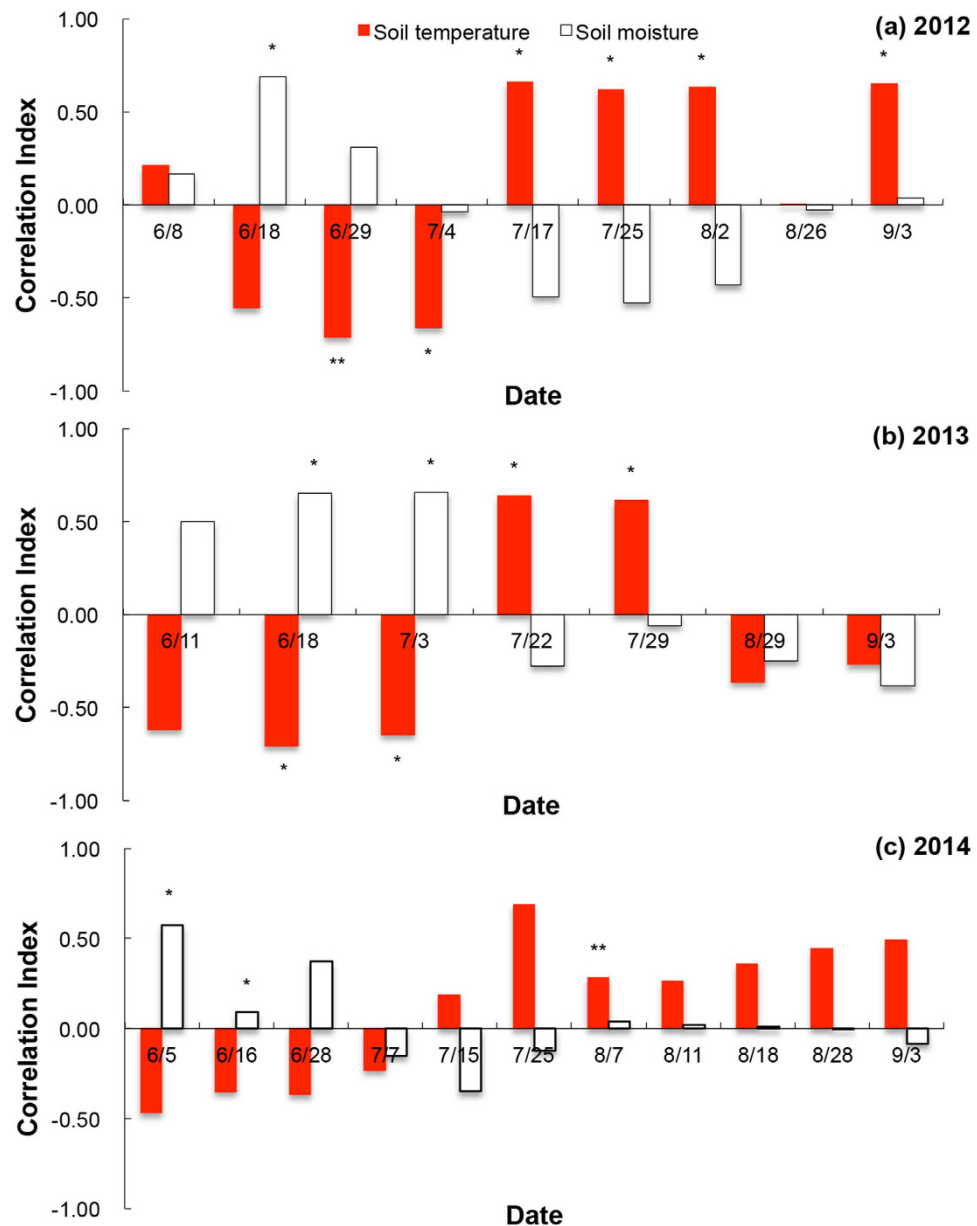 (a) 2012
Soil temperature Soil moisture
Correlation Index
1.00
0.50
0.00
-0.50
-1.00
* * * * *
6/8 6/18 6/29 7/4 7/17 7/25 8/2 8/26 9/3
** *
Date
(b) 2013
Correlation Index
1.00
0.50
0.00
-0.50
-1.00
* * * *
6/11 6/18 7/3 7/22 7/29 8/29 9/3
* *
Date
(c) 2014
Correlation Index
1.00
0.50
0.00
-0.50
-1.00
* * **
6/5 6/16 6/28 7/7 7/15 7/25 8/7 8/11 8/18 8/28 9/3
Date